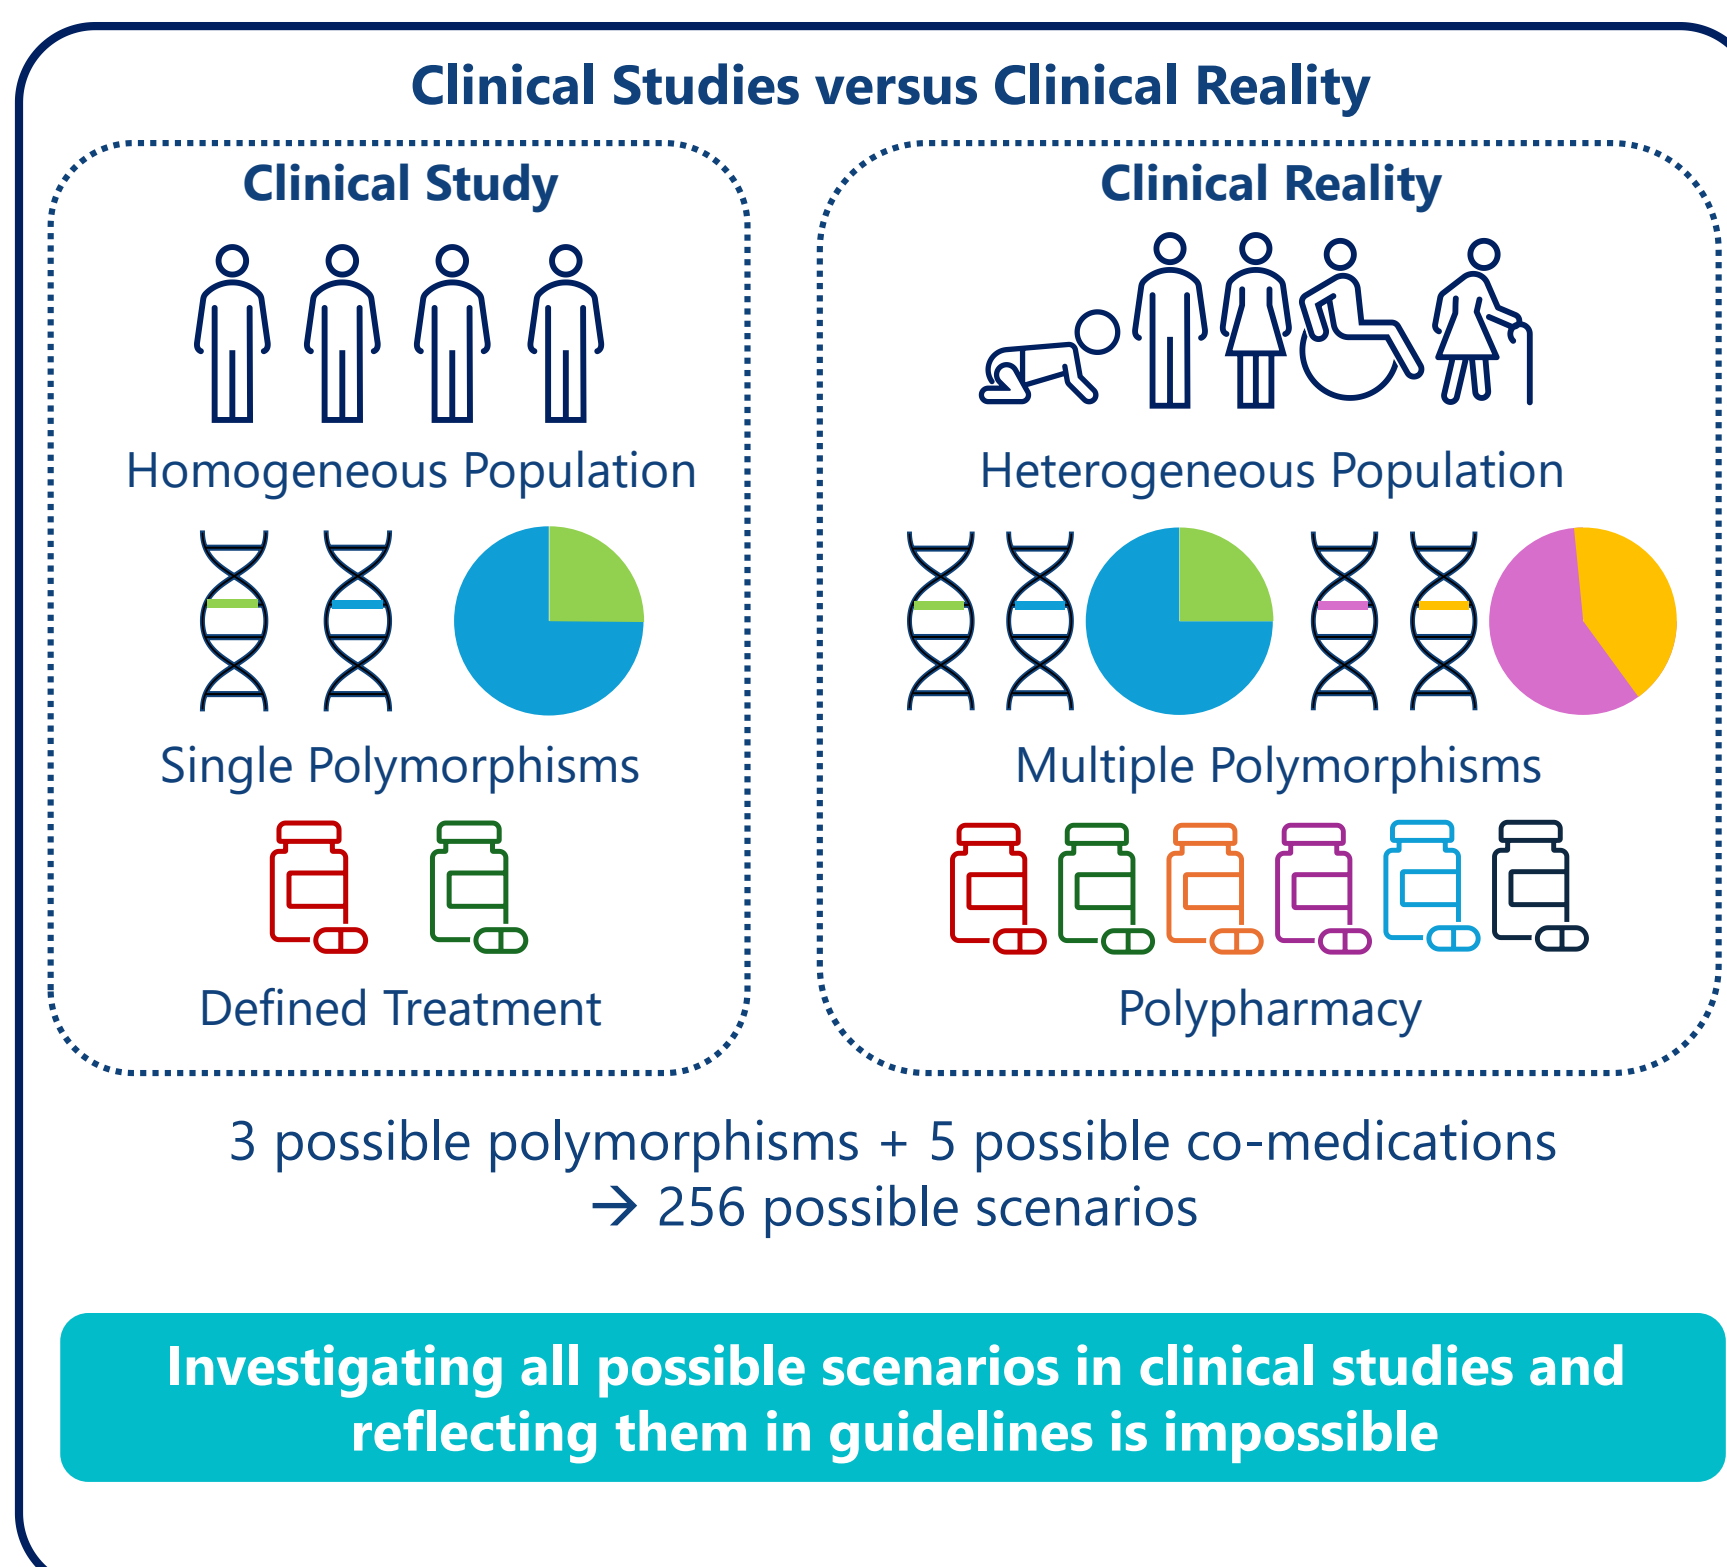 Clinical Studies versus Clinical Reality
Clinical Study
Homogeneous Population
Single Polymorphisms
Defined Treatment
Clinical Reality
Heterogeneous Population
Multiple Polymorphisms
Polypharmacy
3 possible polymorphisms + 5 possible co-medications
→ 256 possible scenarios
Investigating all possible scenarios in clinical studies and
reflecting them in guidelines is impossible